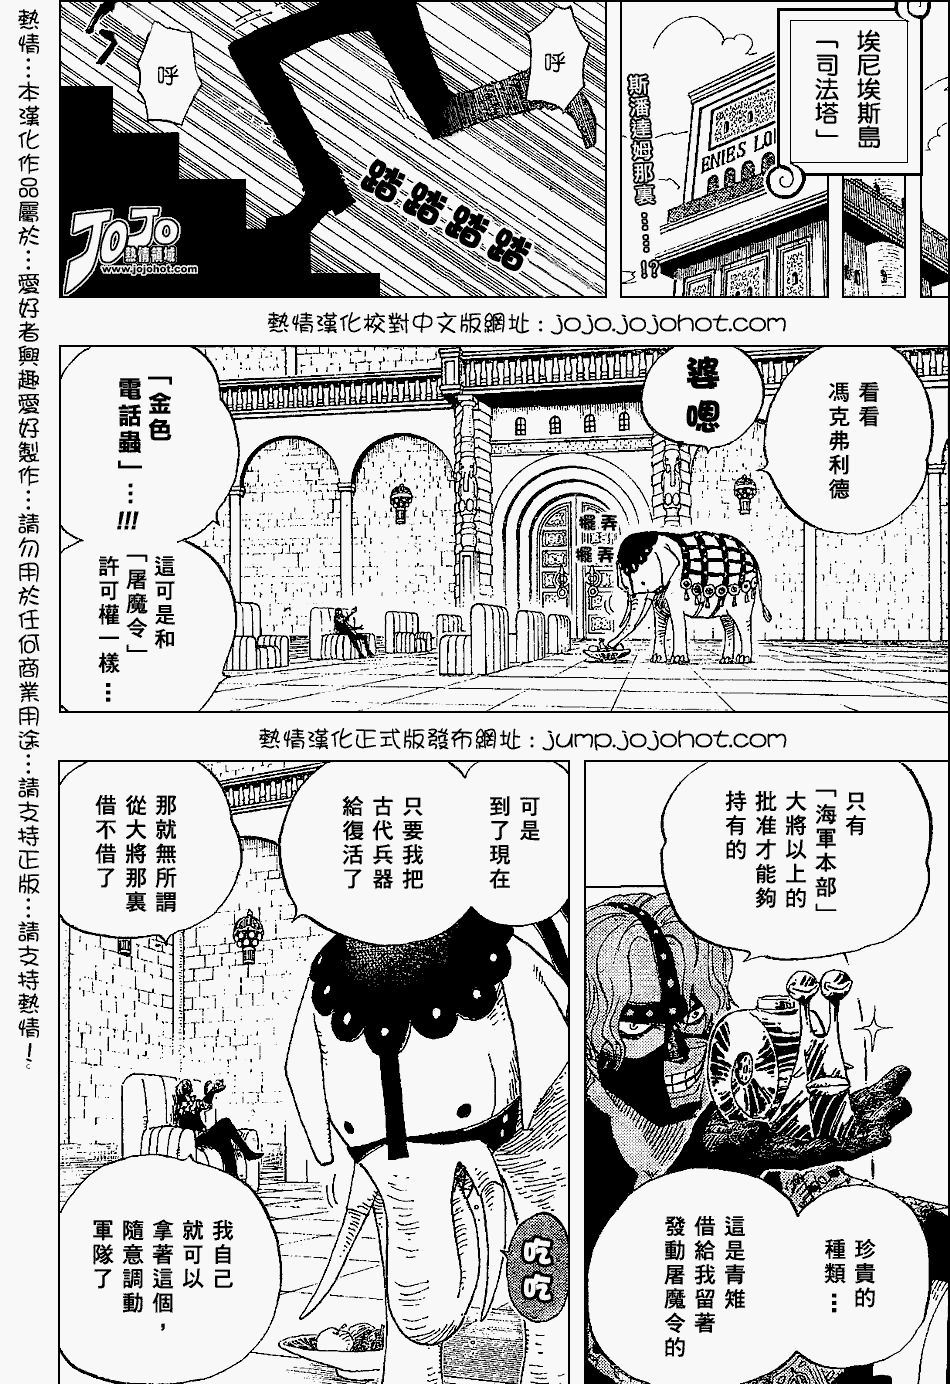 埃尼埃斯島
「司法塔」
斯潘達姆那裏……!?
ENIES LO
呼
呼
踏踏踏踏
JOJO
熱情領域
www.jojohot.com
熱情漢化校對中文版網址：jojo.jojohot.com
看看
馮克弗利德
婆嗯
擺弄
擺弄
「金色
電話蟲」…!!!
這可是和
「屠魔令」
許可權一樣…
熱情漢化正式版發布網址：jump.jojohot.com
只有
「海軍本部」
大將以上的
批准才能夠
持有的
珍貴的
種類…
這是青雉
借給我留著
發動屠魔令的
可是
到了現在
只要我把
古代兵器
給復活了
那就無所謂
從大將那裏
借不借了
吃吃
我自己
就可以
拿著這個，
隨意調動
軍隊了
熱情…本漢化作品屬於…愛好者興趣愛好製作…請勿用於任何商業用途…請支持正版…請支持熱情！